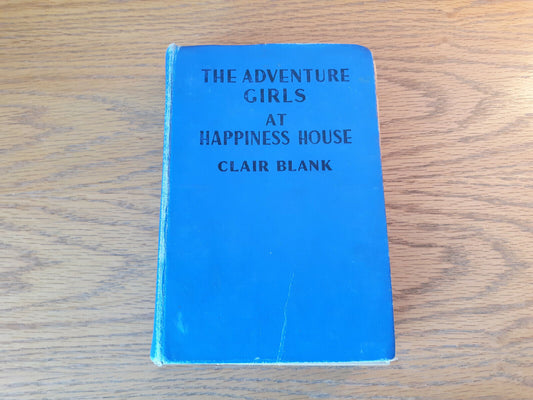 THE ADVENTURE
GIRLS
AT
HAPPINESS HOUSE
CLAIR BLANK